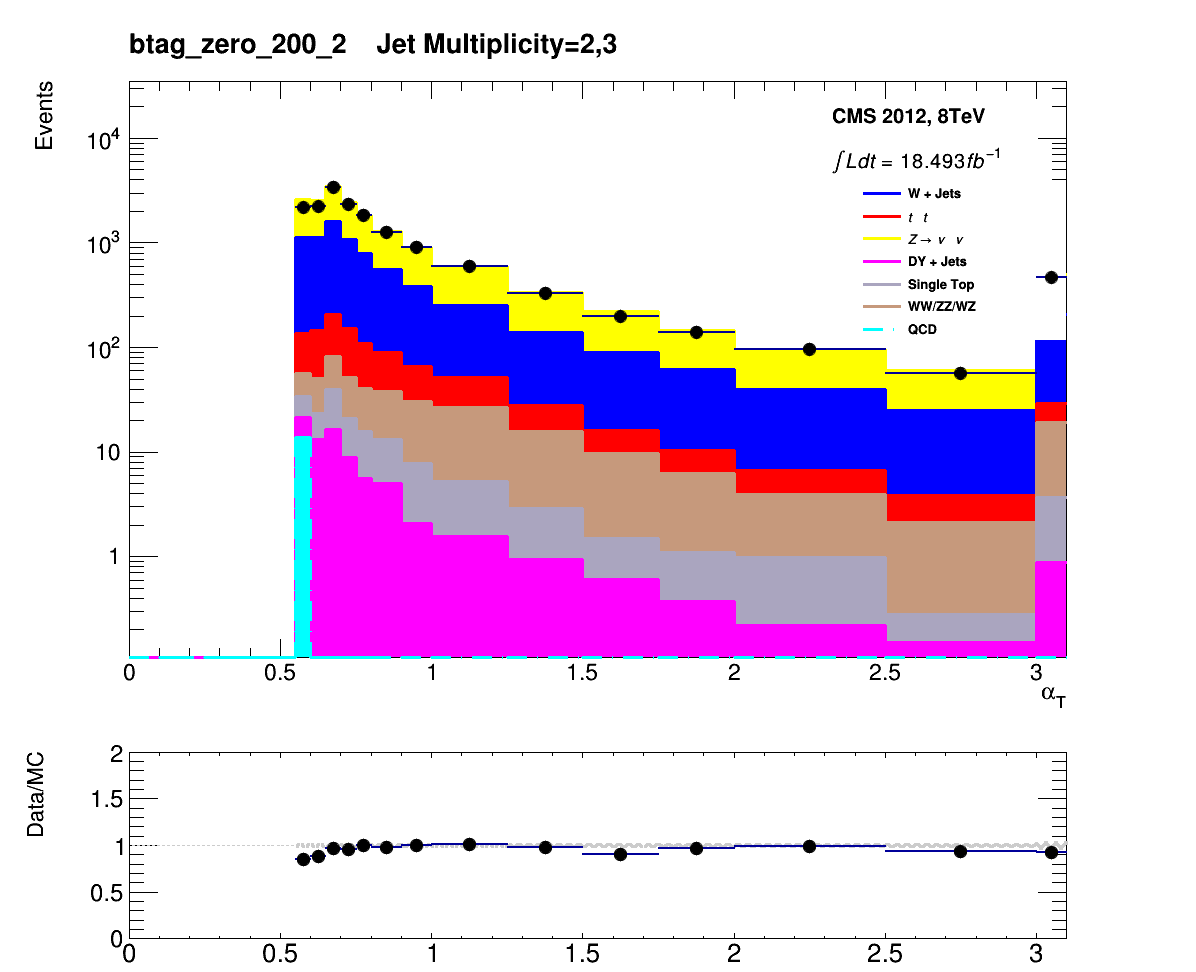 btag_zero_200_2 Jet Multiplicity=2,3
Events
CMS 2012, 8TeV
∫Ldt = 18.493fb⁻¹
W + Jets
t t
Z → ν ν
DY + Jets
Single Top
WW/ZZ/WZ
QCD
10⁴
10³
10²
10
1
0 0.5 1 1.5 2 2.5 3
α_T
Data/MC
2
1.5
1
0.5
0
0 0.5 1 1.5 2 2.5 3